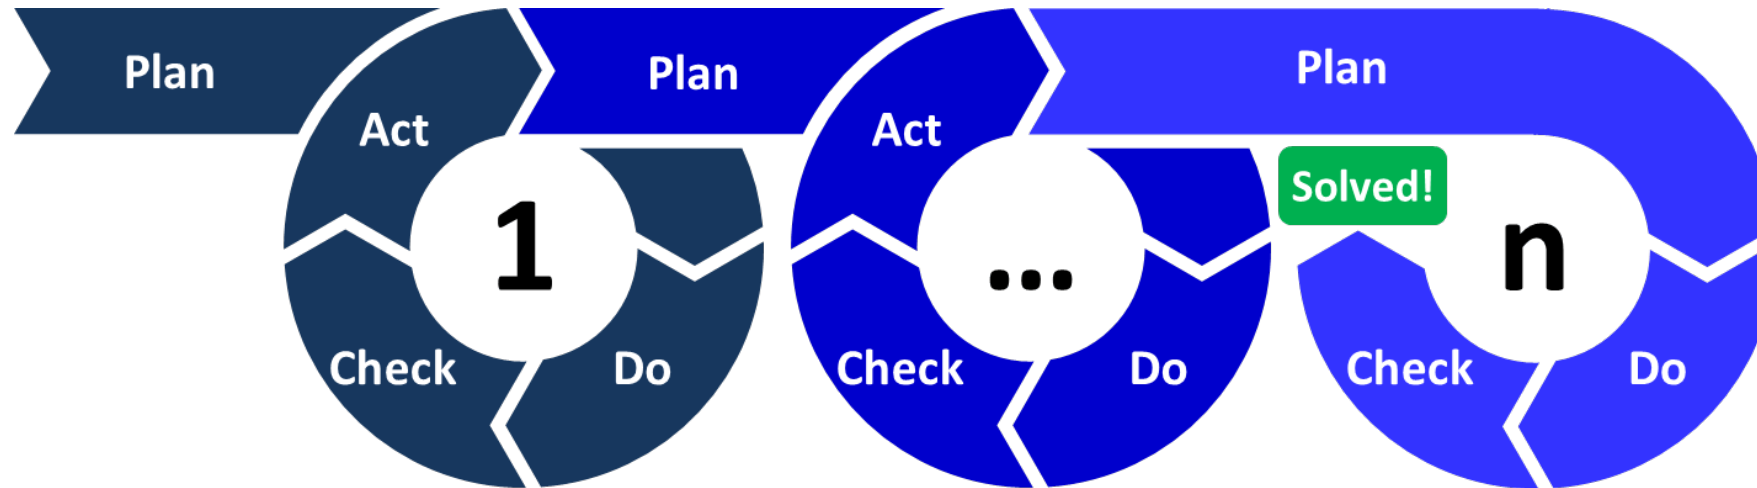 Plan
Act
1
Check
Do
Plan
Act
...
Check
Do
Plan
Solved!
n
Check
Do